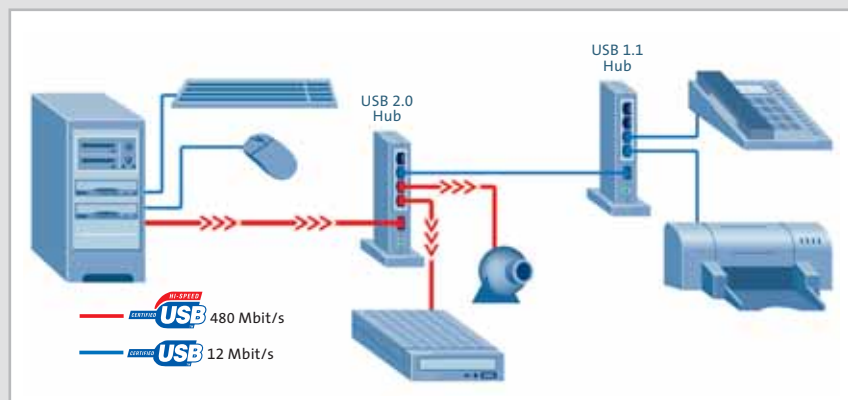 USB 1.1
Hub
USB 2.0
Hub
HI-SPEED
CERTIFIED USB 480 Mbit/s
CERTIFIED USB 12 Mbit/s